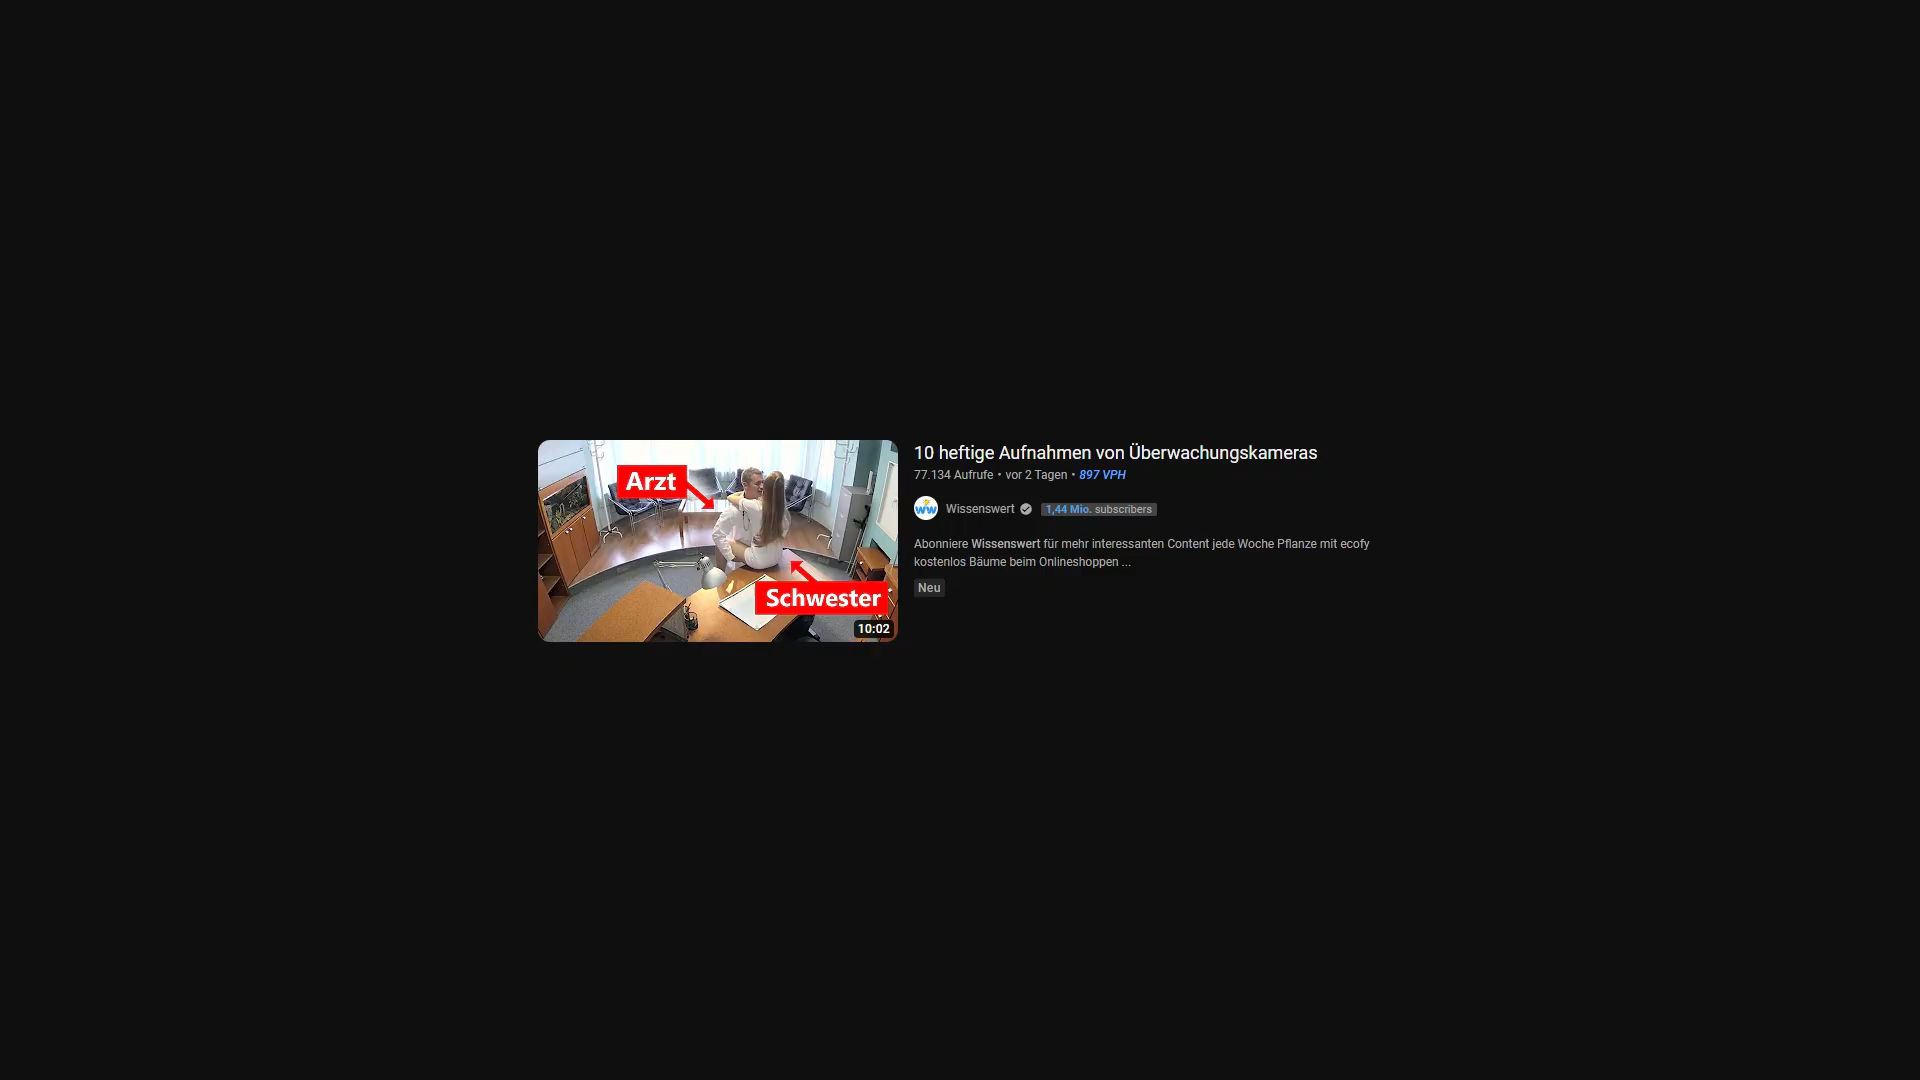 Arzt
Schwester
10:02
10 heftige Aufnahmen von Überwachungskameras
77.134 Aufrufe • vor 2 Tagen • 897 VPH
WW
Wissenswert
1,44 Mio. subscribers
Abonniere Wissenswert für mehr interessanten Content jede Woche Pflanze mit ecofy
kostenlos Bäume beim Onlineshoppen ...
Neu